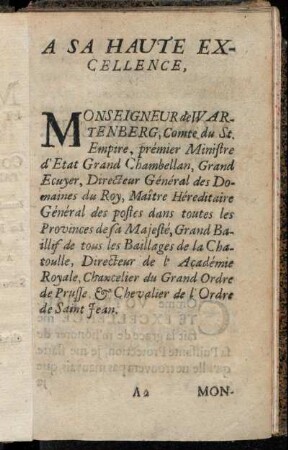 A SA HAUTE EX-
CELLENCE,
MONSEIGNEUR de WAR-
TENBERG, Comte du St.
Empire, prémier Ministre
d'Etat Grand Chambellan, Grand
Ecuyer, Directeur Général des Do-
maines du Roy, Maître Héreditaire
Général des postes dans toutes les
Provinces de sa Majesté, Grand Ba-
illif de tous les Baillages de la Cha-
toulle, Directeur de l' Académie
Royale, Chancelier du Grand Ordre
de Prusse & Chevalier de l'Ordre
de Saint Jean.
A2
MON-